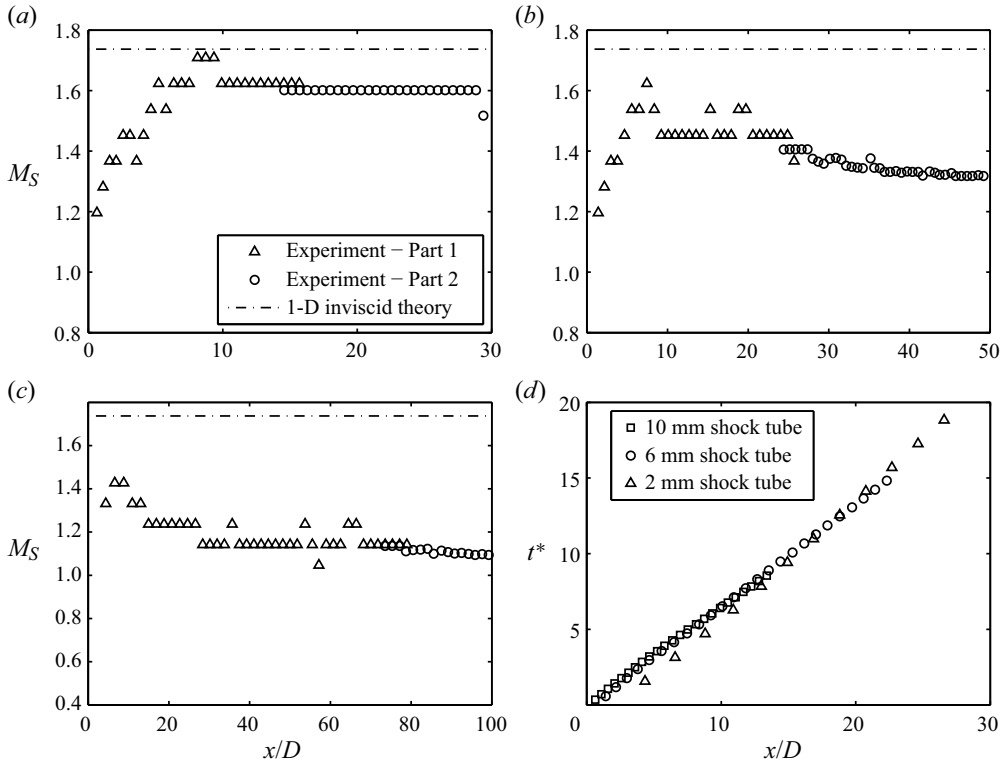 (a)
1.8
1.6
1.4
M_S
1.2
1.0
0.8
0 10 20 30
Experiment – Part 1
Experiment – Part 2
1-D inviscid theory
(b)
1.8
1.6
1.4
1.2
1.0
0.8
0 10 20 30 40 50
(c)
1.6
1.4
1.2
M_S
1.0
0.8
0.6
0.4
0 20 40 60 80 100
x/D
(d)
20
15
t*
10
5
0 10 20 30
x/D
10 mm shock tube
6 mm shock tube
2 mm shock tube